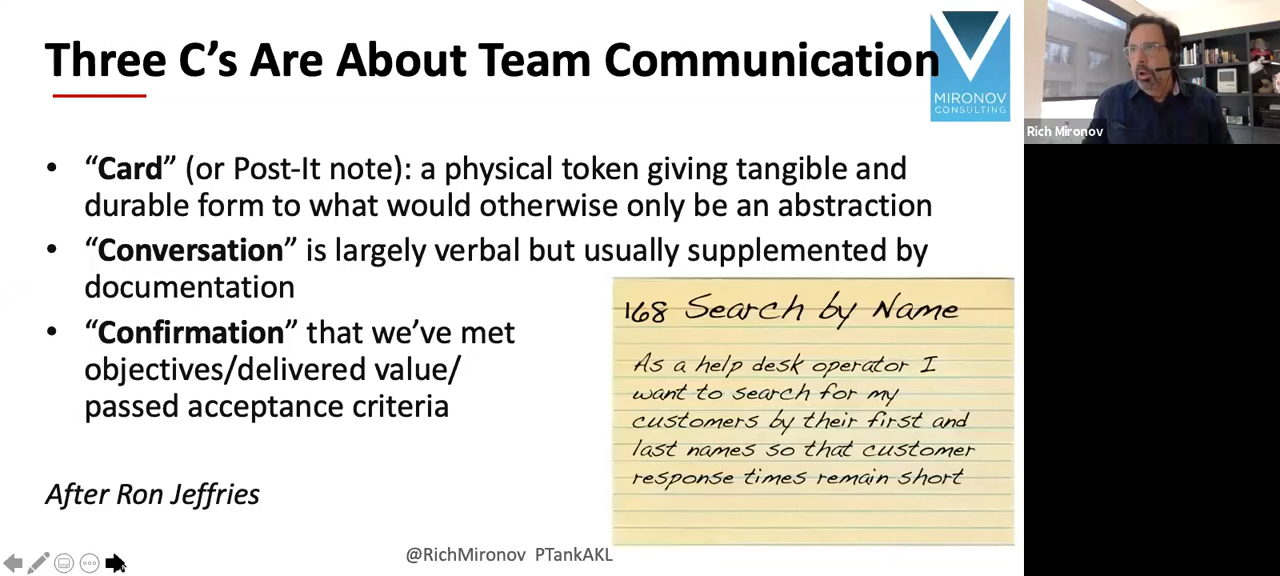 Three C's Are About Team Communication
MIRONOV
CONSULTING
Rich Mironov
• “Card” (or Post-It note): a physical token giving tangible and
durable form to what would otherwise only be an abstraction
• “Conversation” is largely verbal but usually supplemented by
documentation
• “Confirmation” that we’ve met
objectives/delivered value/
passed acceptance criteria
168 Search by Name
As a help desk operator I
want to search for my
customers by their first and
last names so that customer
response times remain short
After Ron Jeffries
@RichMironov PTankAKL